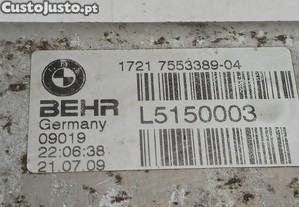 CustoJusto.pt
1721 7553389-04
BEHR
L5150003
Germany
09019
22:06:38
21.07.09